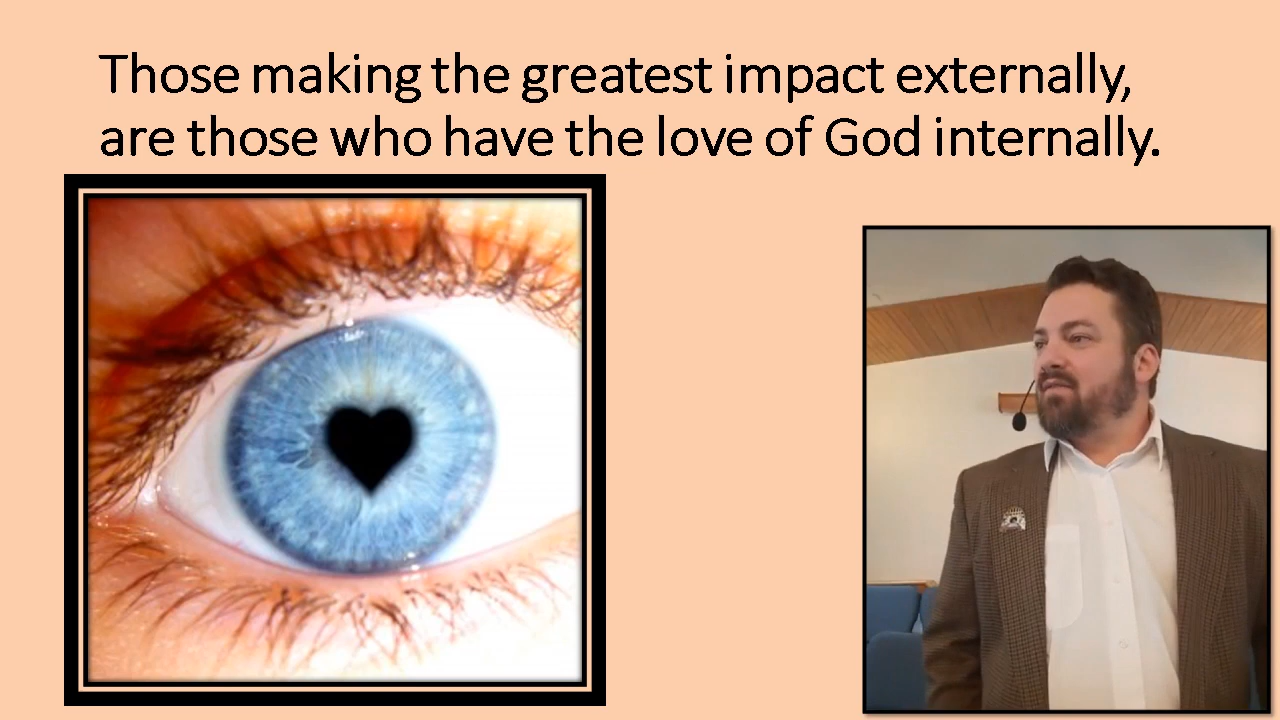 Those making the greatest impact externally,
are those who have the love of God internally.